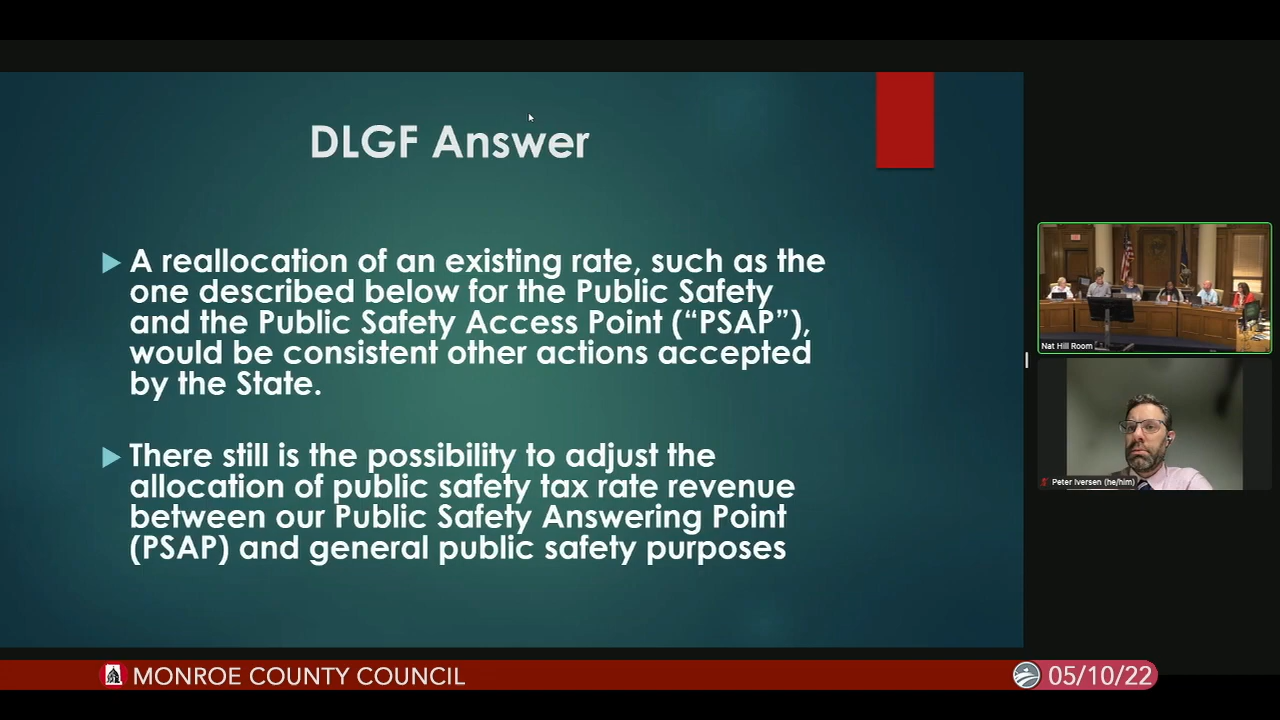 DLGF Answer
A reallocation of an existing rate, such as the
one described below for the Public Safety
and the Public Safety Access Point (“PSAP”),
would be consistent other actions accepted
by the State.
There still is the possibility to adjust the
allocation of public safety tax rate revenue
between our Public Safety Answering Point
(PSAP) and general public safety purposes
Nat Hill Room
Peter Iversen (he/him)
MONROE COUNTY COUNCIL
05/10/22